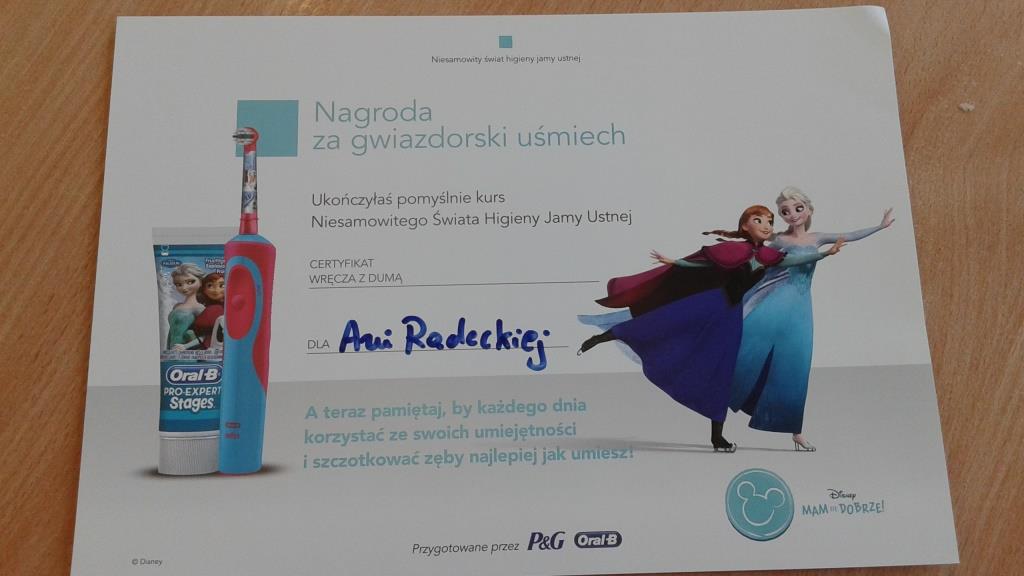 Niesamowity świat higieny jamy ustnej
Nagroda
za gwiazdorski uśmiech
Ukończyłaś pomyślnie kurs
Niesamowitego Świata Higieny Jamy Ustnej
CERTYFIKAT
WRĘCZA Z DUMĄ
DLA Ani Radeckiej
A teraz pamiętaj, by każdego dnia
korzystać ze swoich umiejętności
i szczotkować zęby najlepiej jak umiesz!
Oral-B
PRO-EXPERT
Stages
Disney
MAM SIĘ DOBRZE!
Przygotowane przez P&G Oral-B
© Disney